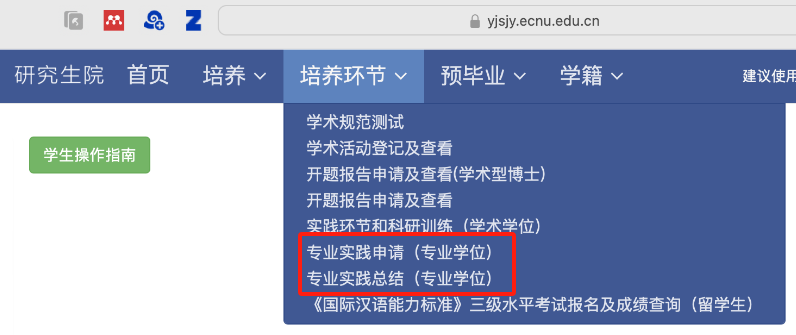 yjsjy.ecnu.edu.cn
研究生院 首页 培养 培养环节 预毕业 学籍 建议使用
学生操作指南
学术规范测试
学术活动登记及查看
开题报告申请及查看(学术型博士)
开题报告申请及查看
实践环节和科研训练（学术学位）
专业实践申请（专业学位）
专业实践总结（专业学位）
《国际汉语能力标准》三级水平考试报名及成绩查询（留学生）